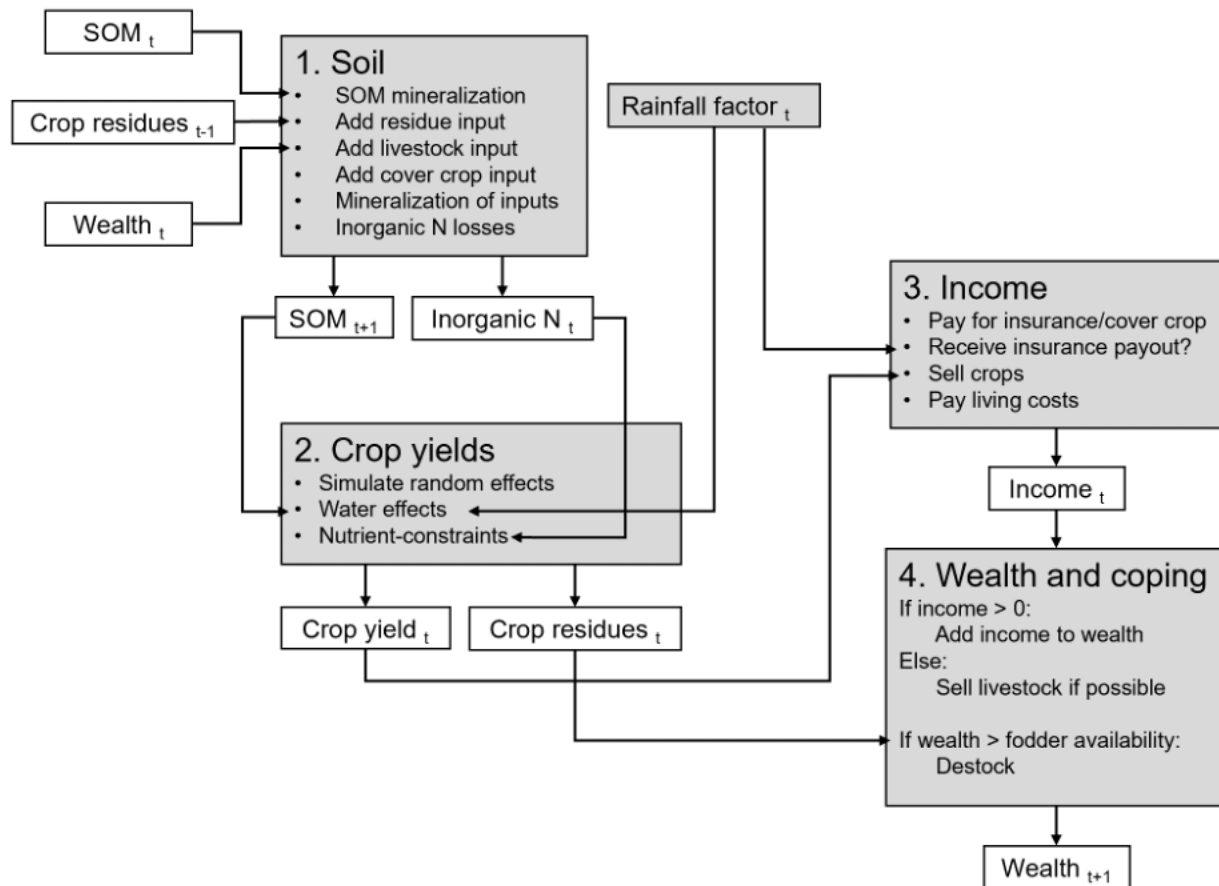 SOM t
Crop residues t-1
Wealth t
1. Soil
• SOM mineralization
• Add residue input
• Add livestock input
• Add cover crop input
• Mineralization of inputs
• Inorganic N losses
Rainfall factor t
SOM t+1
Inorganic N t
2. Crop yields
• Simulate random effects
• Water effects
• Nutrient-constraints
Crop yield t
Crop residues t
3. Income
• Pay for insurance/cover crop
• Receive insurance payout?
• Sell crops
• Pay living costs
Income t
4. Wealth and coping
If income > 0:
Add income to wealth
Else:
Sell livestock if possible
If wealth > fodder availability:
Destock
Wealth t+1